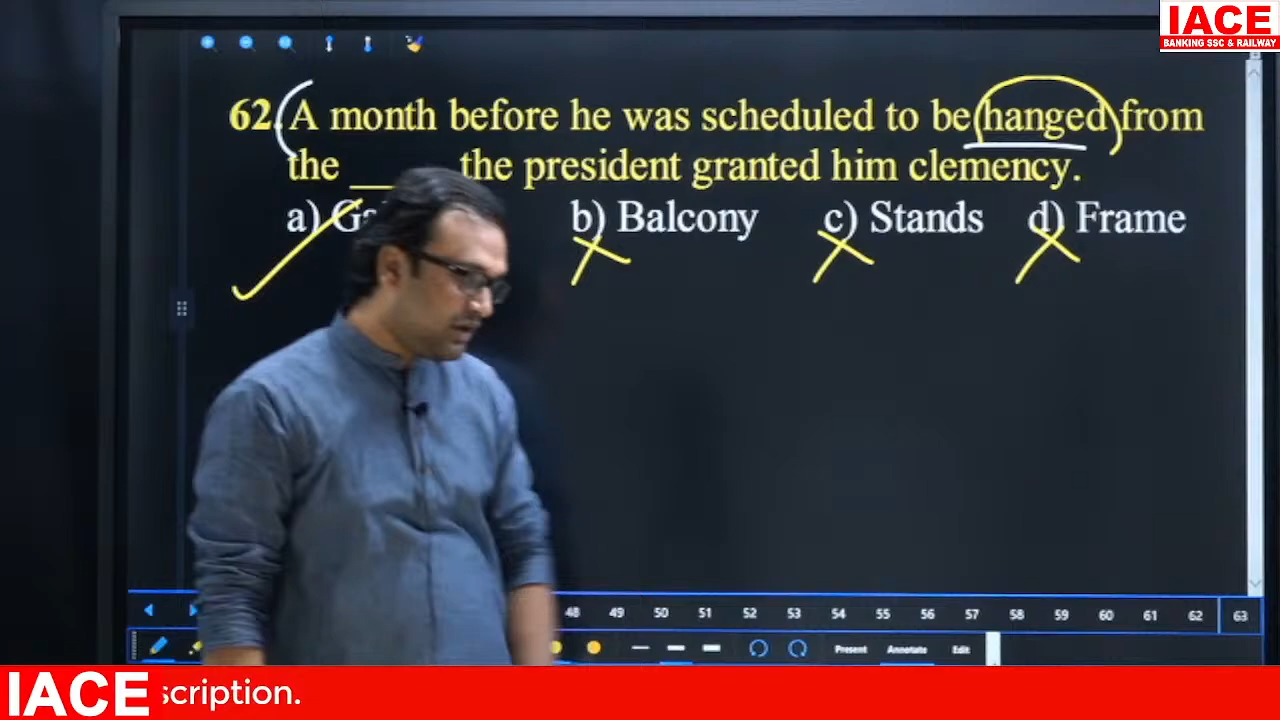 IACE
BANKING SSC & RAILWAY
62. A month before he was scheduled to be hanged from
the ___ the president granted him clemency.
a) b) Balcony c) Stands d) Frame
48 49 50 51 52 53 54 55 56 57 58 59 60 61 62 63
Present Annotate Edit
IACE scription.